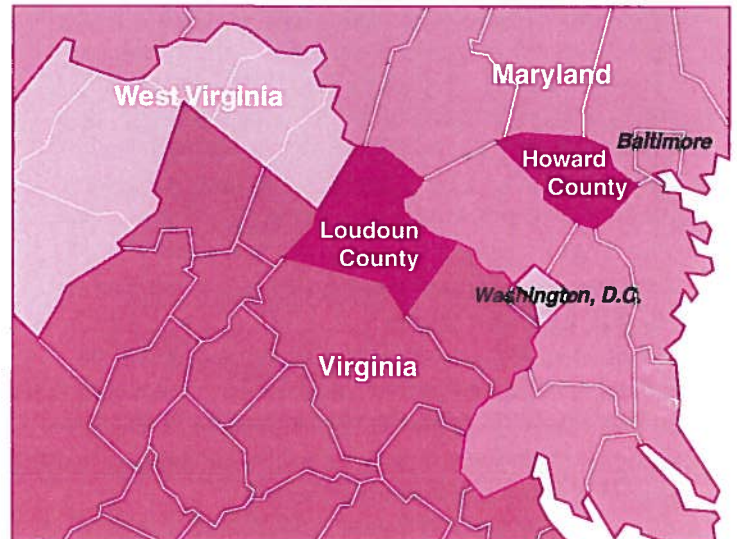 Maryland
West Virginia
Baltimore
Howard
County
Loudoun
County
Washington, D.C.
Virginia